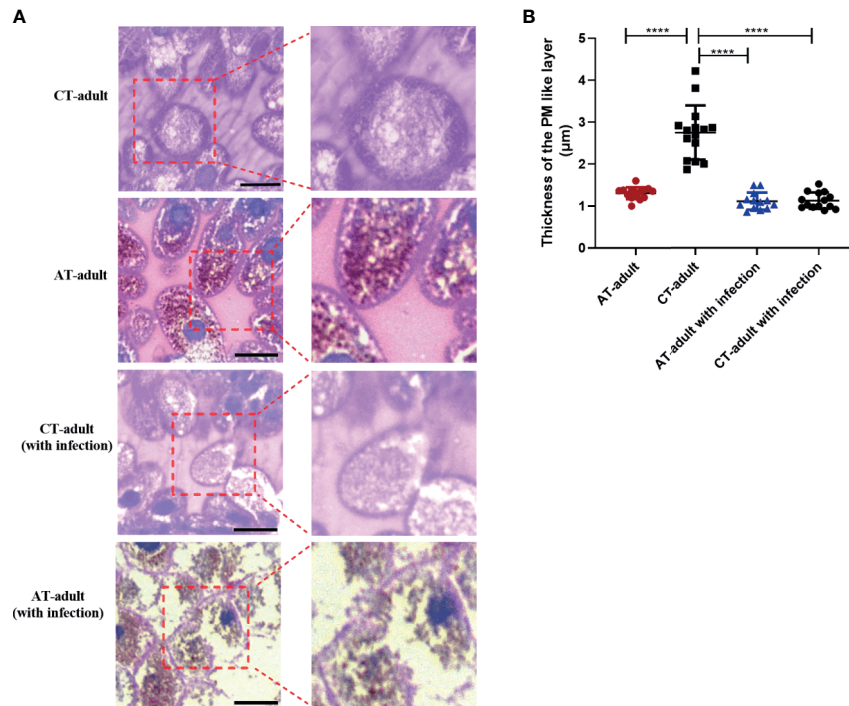 A
CT-adult
AT-adult
CT-adult
(with infection)
AT-adult
(with infection)
B
****
****
****
5
4
3
2
1
0
Thickness of the PM like layer
(μm)
AT-adult
CT-adult
AT-adult with infection
CT-adult with infection